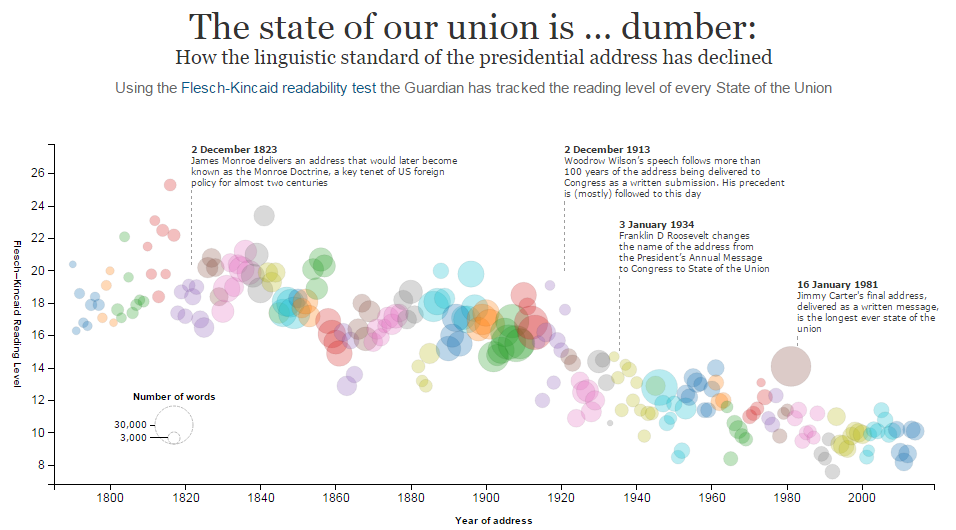 The state of our union is ... dumber:
How the linguistic standard of the presidential address has declined
Using the Flesch-Kincaid readability test the Guardian has tracked the reading level of every State of the Union
2 December 1823
James Monroe delivers an address that would later become
known as the Monroe Doctrine, a key tenet of US foreign
policy for almost two centuries
2 December 1913
Woodrow Wilson's speech follows more than
100 years of the address being delivered to
Congress as a written submission. His precedent
is (mostly) followed to this day
3 January 1934
Franklin D Roosevelt changes
the name of the address from
the President's Annual Message
to Congress to State of the Union
16 January 1981
Jimmy Carter's final address,
delivered as a written message,
is the longest ever state of the
union
Flesch-Kincaid Reading Level
26
24
22
20
18
16
14
12
10
8
Number of words
30,000
3,000
1800
1820
1840
1860
1880
1900
1920
1940
1960
1980
2000
Year of address